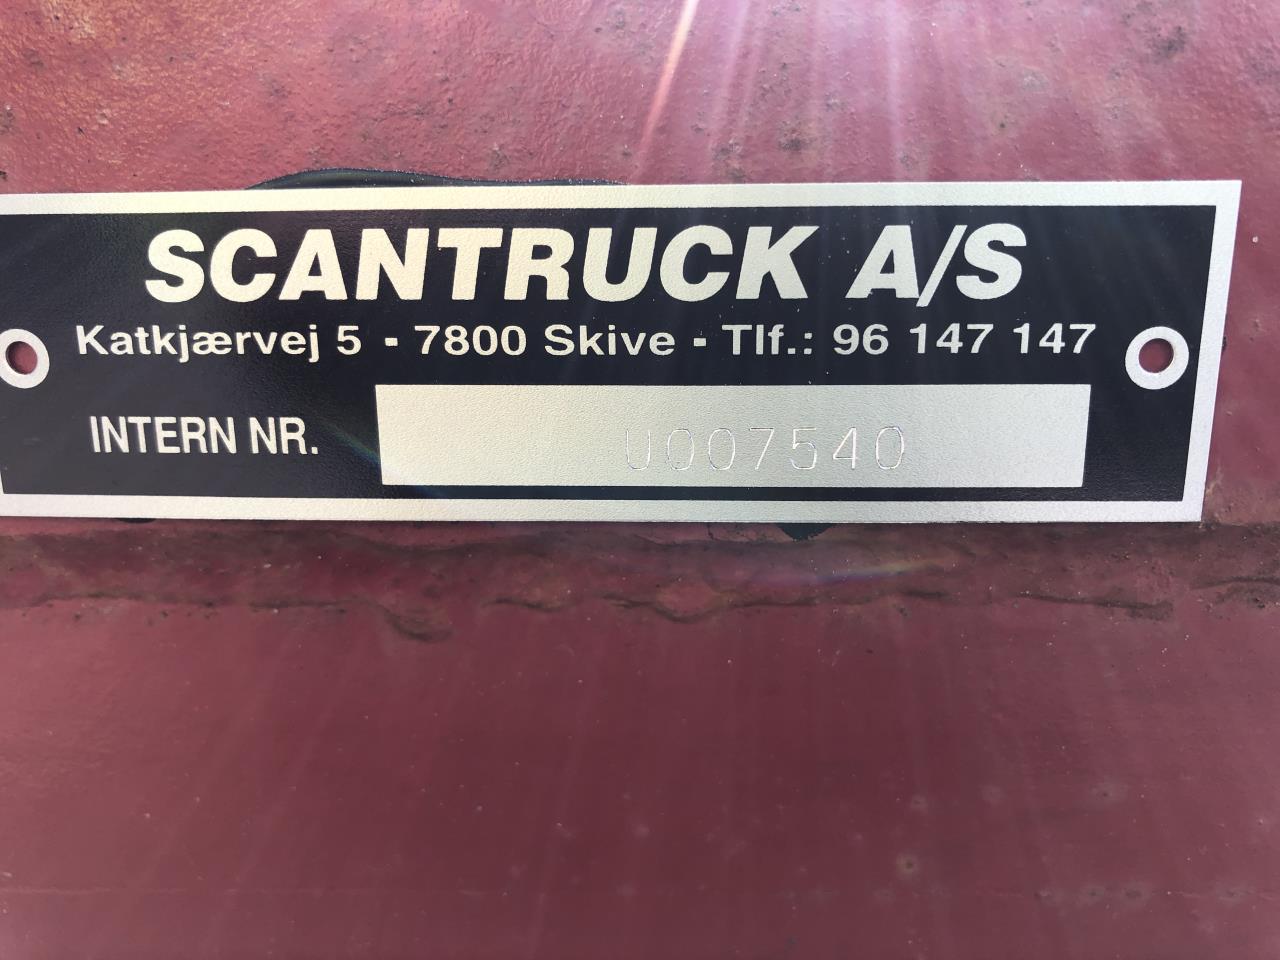 SCANTRUCK A/S
Katkjærvej 5 - 7800 Skive - Tlf.: 96 147 147
INTERN NR. U007540